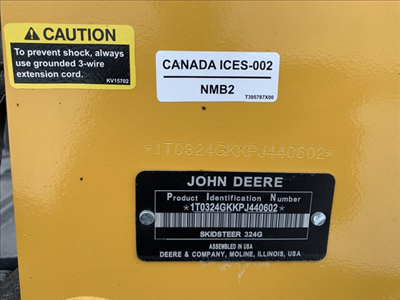 CAUTION
To prevent shock, always
use grounded 3-wire
extension cord.
KV15702
CANADA ICES-002
NMB2
T395787X00
*1T0324GKKPJ440602*
JOHN DEERE
Product Identification Number
*1T0324GKKPJ440602*
SKIDSTEER 324G
ASSEMBLED IN USA
DEERE & COMPANY, MOLINE, ILLINOIS, USA